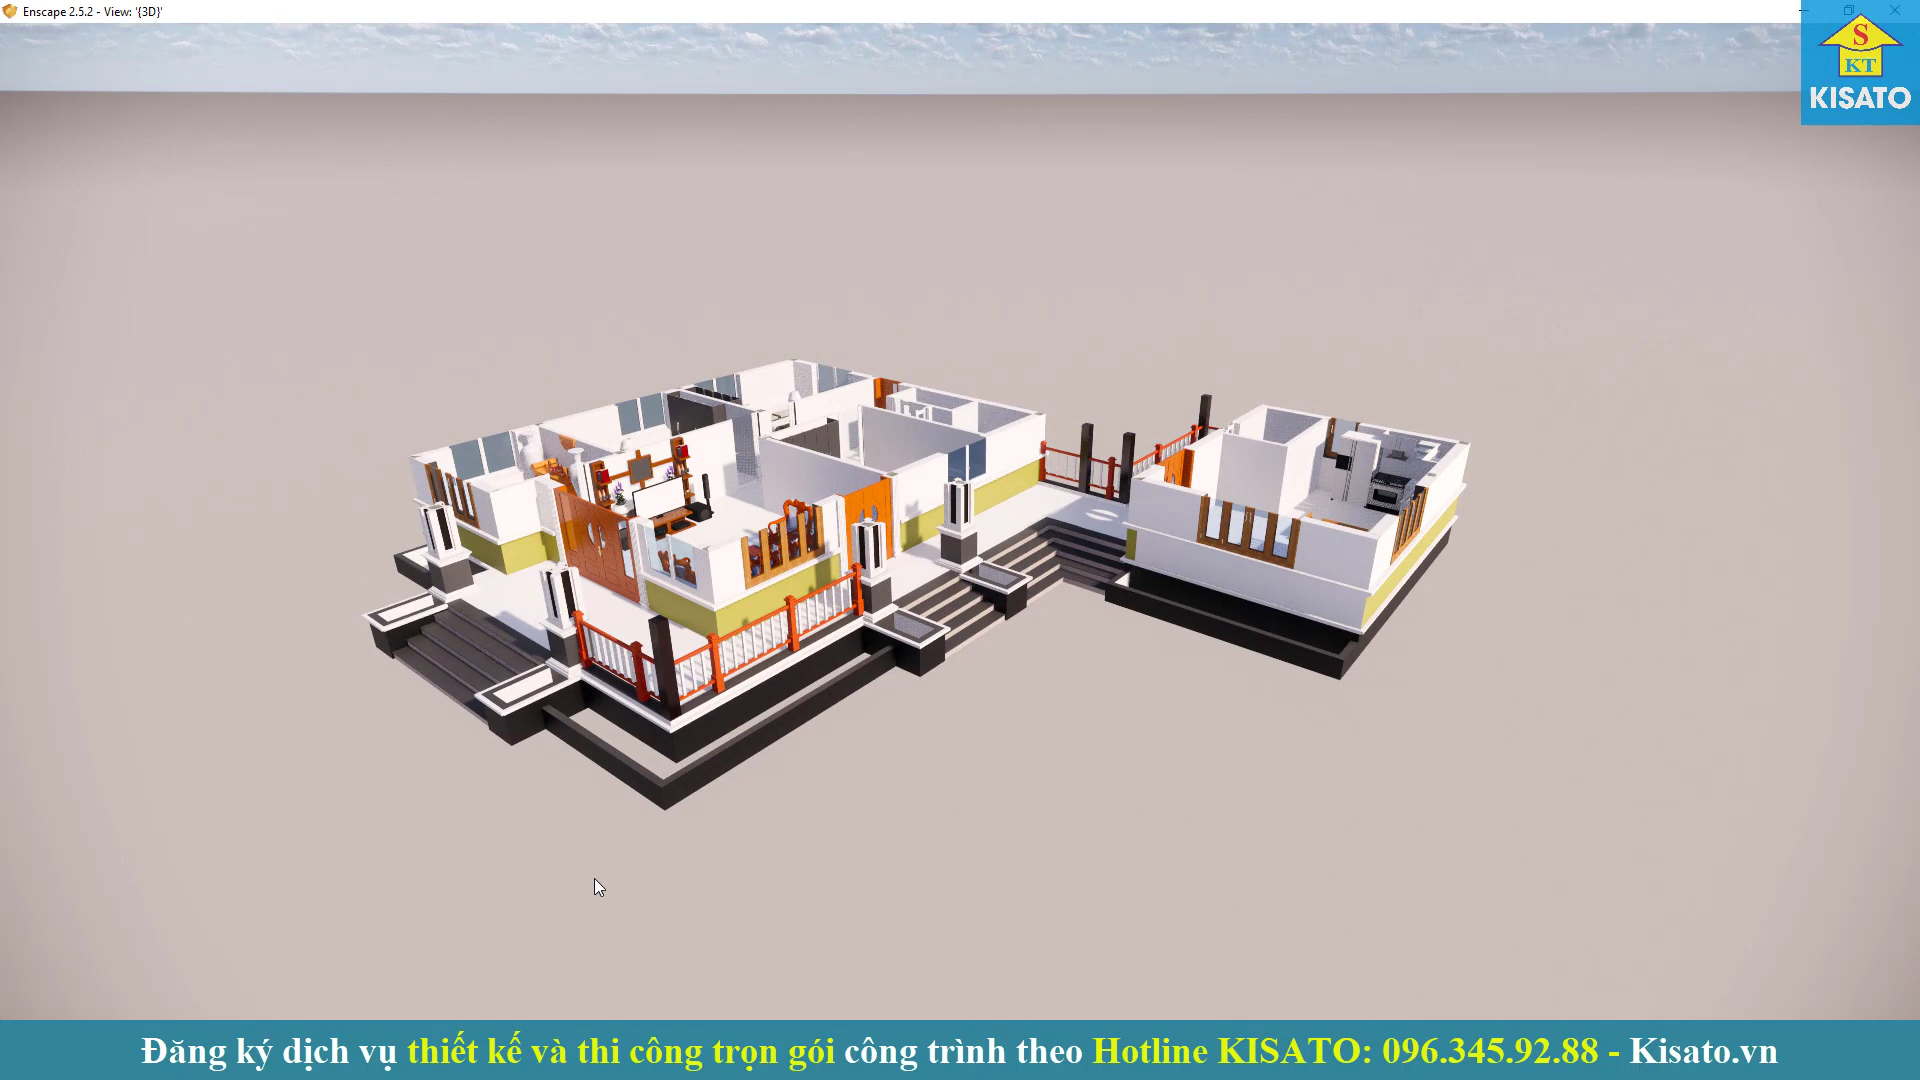 Enscape 2.5.2 - View: '{3D}'
S
KT
KISATO
Đăng ký dịch vụ thiết kế và thi công trọn gói công trình theo Hotline KISATO: 096.345.92.88 - Kisato.vn